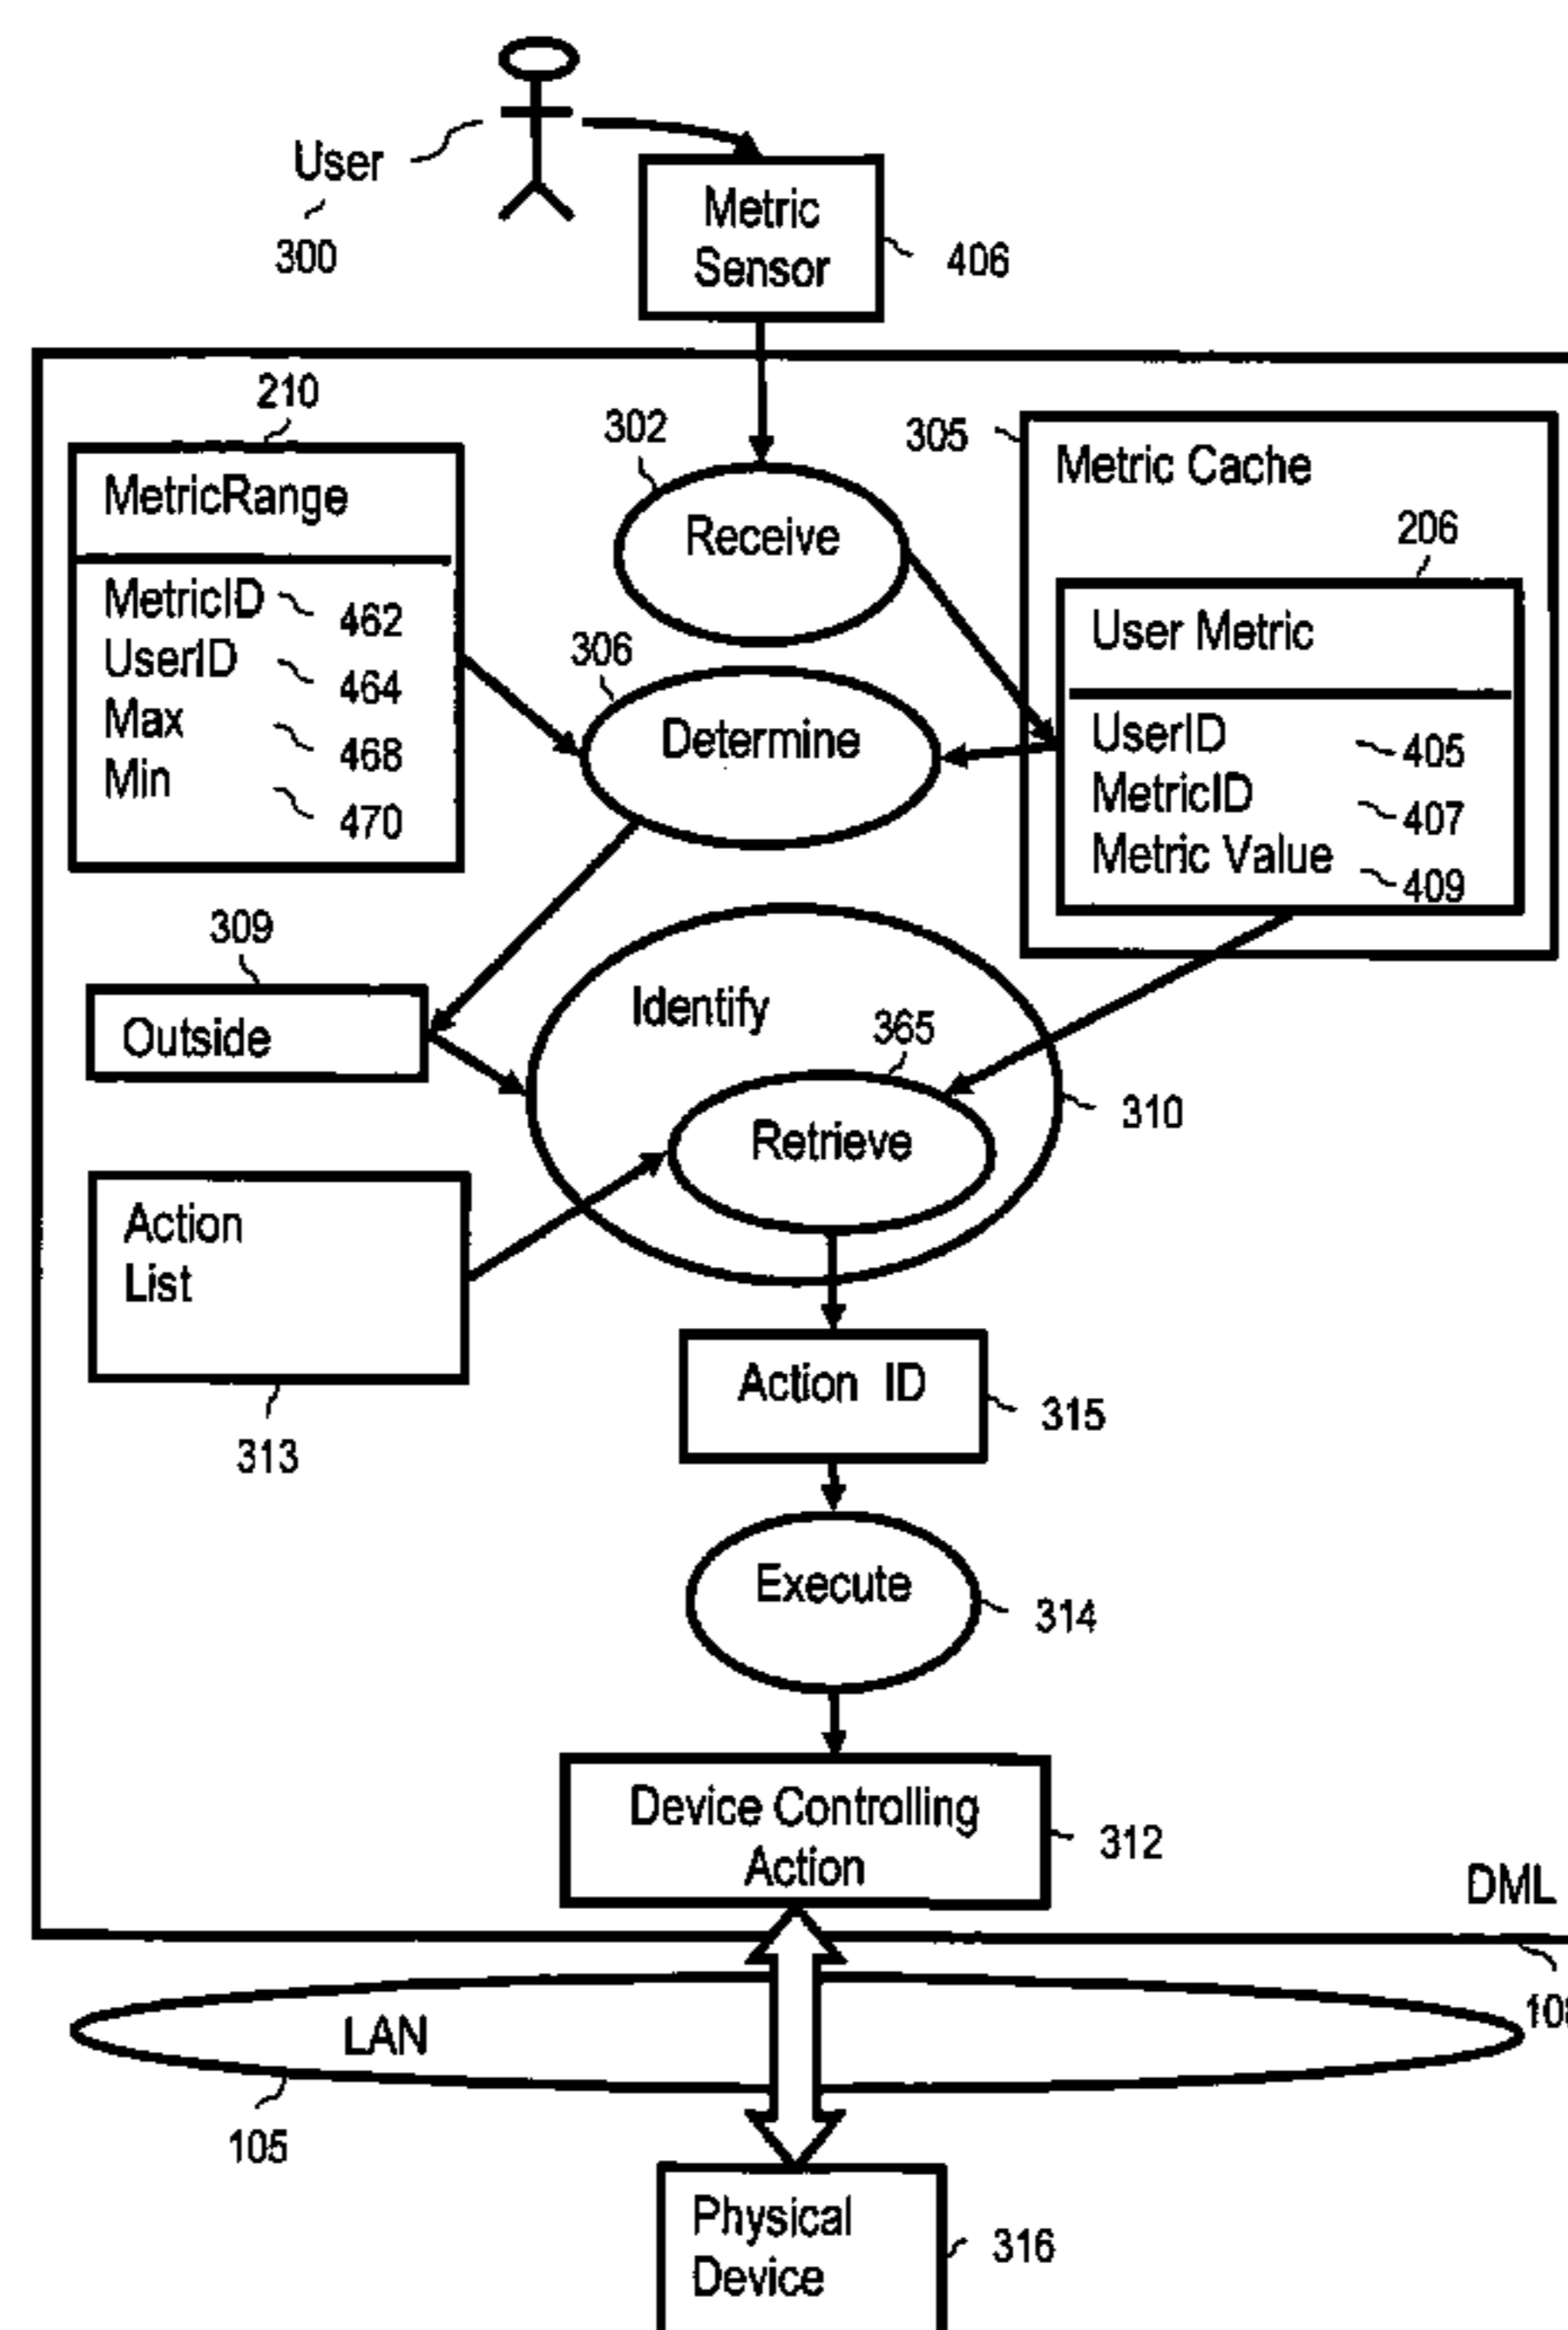 User
300
Metric
Sensor
406
210
MetricRange
MetricID
462
UserID
464
Max
468
Min
470
302
Receive
305
Metric Cache
206
User Metric
UserID
405
MetricID
407
Metric Value
409
306
Determine
309
Outside
Identify
365
Retrieve
310
Action
List
313
Action ID
315
Execute
314
Device Controlling
Action
312
DML
LAN
105
Physical
Device
316